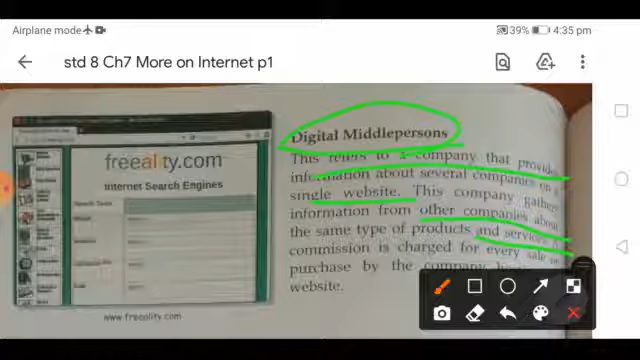 Airplane mode
39% 4:35 pm
std 8 Ch7 More on Internet p1
freeality.com
Internet Search Engines
www.freeality.com
Digital Middlepersons
This refers to a company that provides
information about several companies on a
single website. This company gathers
information from other companies about
the same type of products and services. A
commission is charged for every sale or
purchase by the company
website.